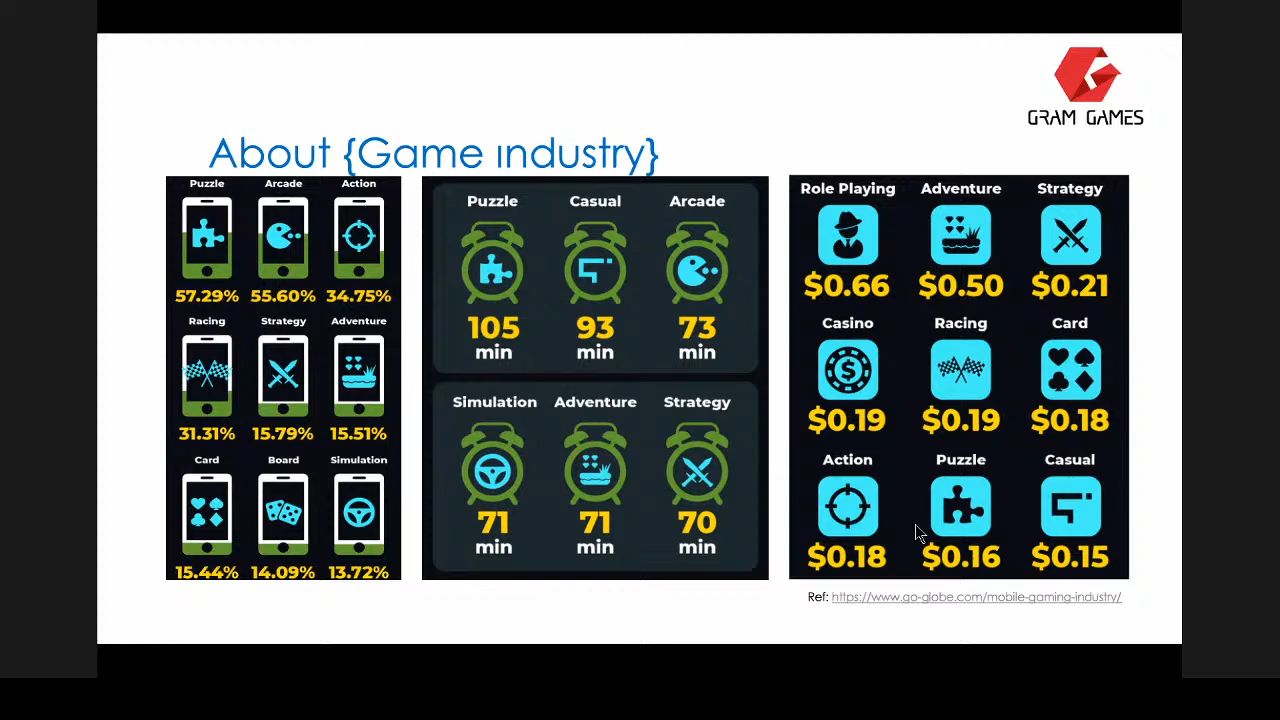 GRAM GAMES
About {Game ındustry}
Puzzle Arcade Action
57.29% 55.60% 34.75%
Racing Strategy Adventure
31.31% 15.79% 15.51%
Card Board Simulation
15.44% 14.09% 13.72%
Puzzle Casual Arcade
105 93 73
min min min
Simulation Adventure Strategy
71 71 70
min min min
Role Playing Adventure Strategy
$0.66 $0.50 $0.21
Casino Racing Card
$0.19 $0.19 $0.18
Action Puzzle Casual
$0.18 $0.16 $0.15
Ref: https://www.go-globe.com/mobile-gaming-industry/